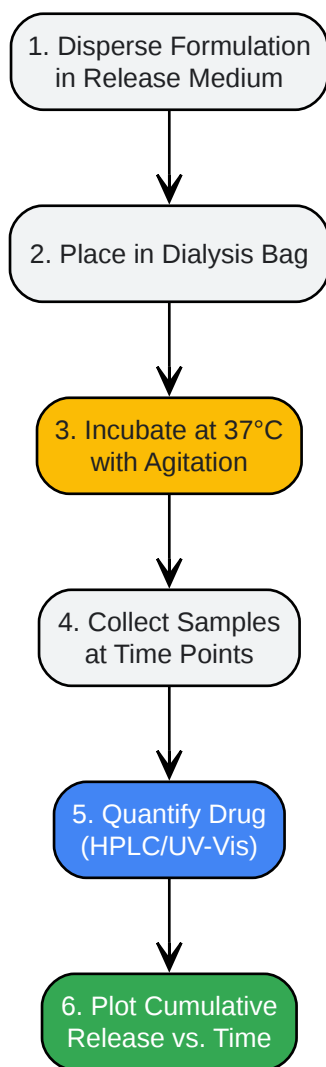 1. Disperse Formulation
in Release Medium
2. Place in Dialysis Bag
3. Incubate at 37°C
with Agitation
4. Collect Samples
at Time Points
5. Quantify Drug
(HPLC/UV-Vis)
6. Plot Cumulative
Release vs. Time